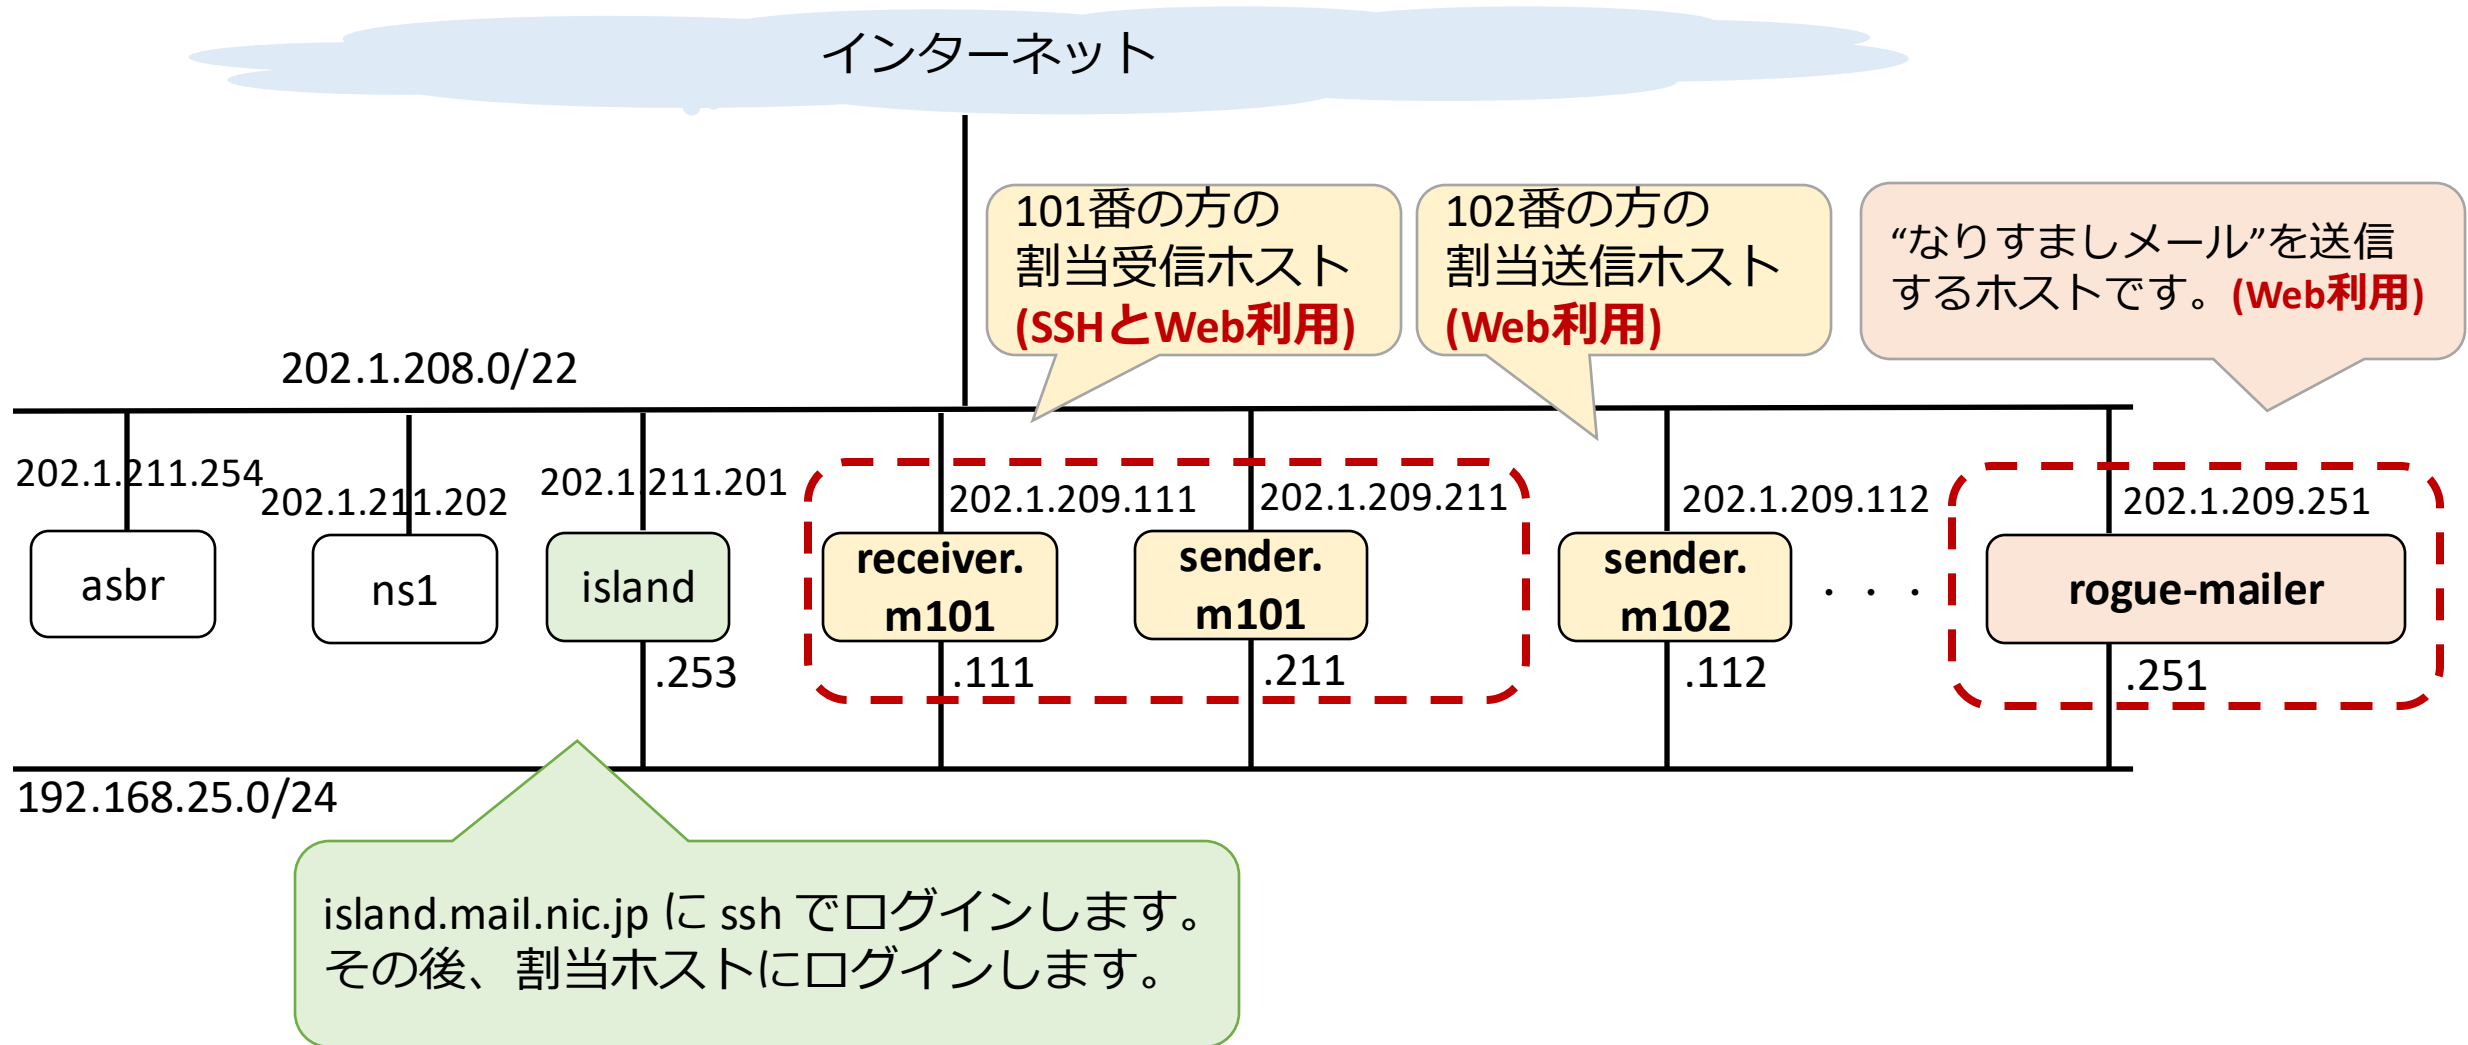 インターネット
101番の方の
割当受信ホスト
(SSHとWeb利用)
102番の方の
割当送信ホスト
(Web利用)
“なりすましメール”を送信
するホストです。(Web利用)
202.1.208.0/22
202.1.211.254
202.1.211.202
202.1.211.201
202.1.209.111
202.1.209.211
202.1.209.112
202.1.209.251
asbr
ns1
island
receiver.
m101
sender.
m101
sender.
m102
・・・
rogue-mailer
.253
.111
.211
.112
.251
192.168.25.0/24
island.mail.nic.jp に ssh でログインします。
その後、割当ホストにログインします。